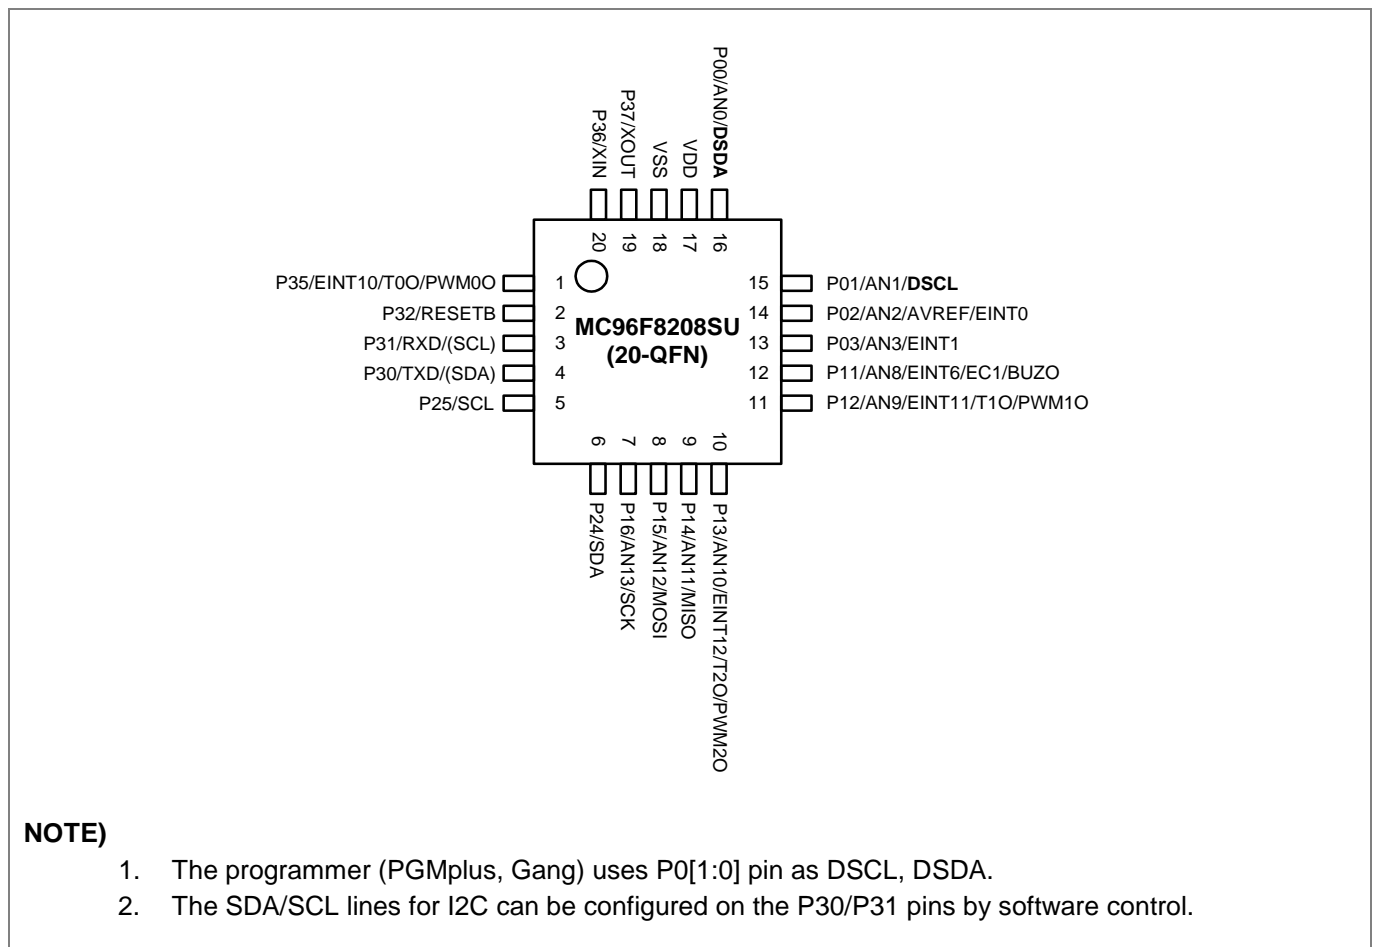 P36/XIN
P37/XOUT
VSS
VDD
P00/AN0/DSDA
20
19
18
17
16
P35/EINT10/T0O/PWM0O
1
P32/RESETB
2
P31/RXD/(SCL)
3
P30/TXD/(SDA)
4
P25/SCL
5
MC96F8208SU
(20-QFN)
15
P01/AN1/DSCL
14
P02/AN2/AVREF/EINT0
13
P03/AN3/EINT1
12
P11/AN8/EINT6/EC1/BUZO
11
P12/AN9/EINT11/T1O/PWM1O
6
7
8
9
10
P24/SDA
P16/AN13/SCK
P15/AN12/MOSI
P14/AN11/MISO
P13/AN10/EINT12/T2O/PWM2O
NOTE)
1. The programmer (PGMplus, Gang) uses P0[1:0] pin as DSCL, DSDA.
2. The SDA/SCL lines for I2C can be configured on the P30/P31 pins by software control.